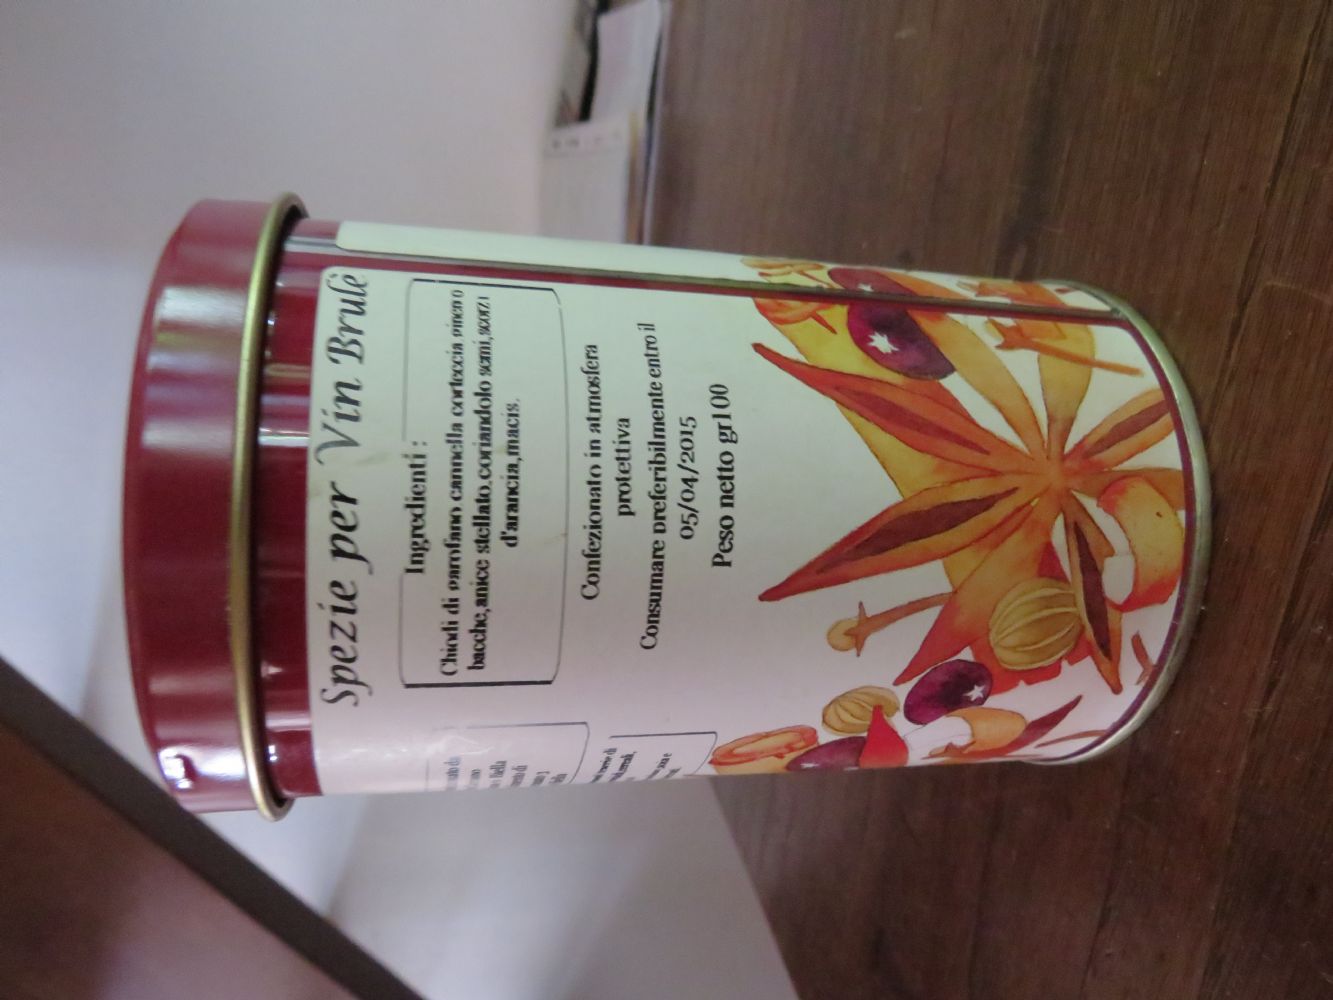 Spezie per Vin Brulè
Ingredienti :
Chiodi di garofano cannella corteccia pimeno
bacche,anice stellato,coriandolo semi,scorza
d'arancia,macis.
Confezionato in atmosfera
protettiva
Consumare preferibilmente entro il
05/04/2015
Peso netto gr100